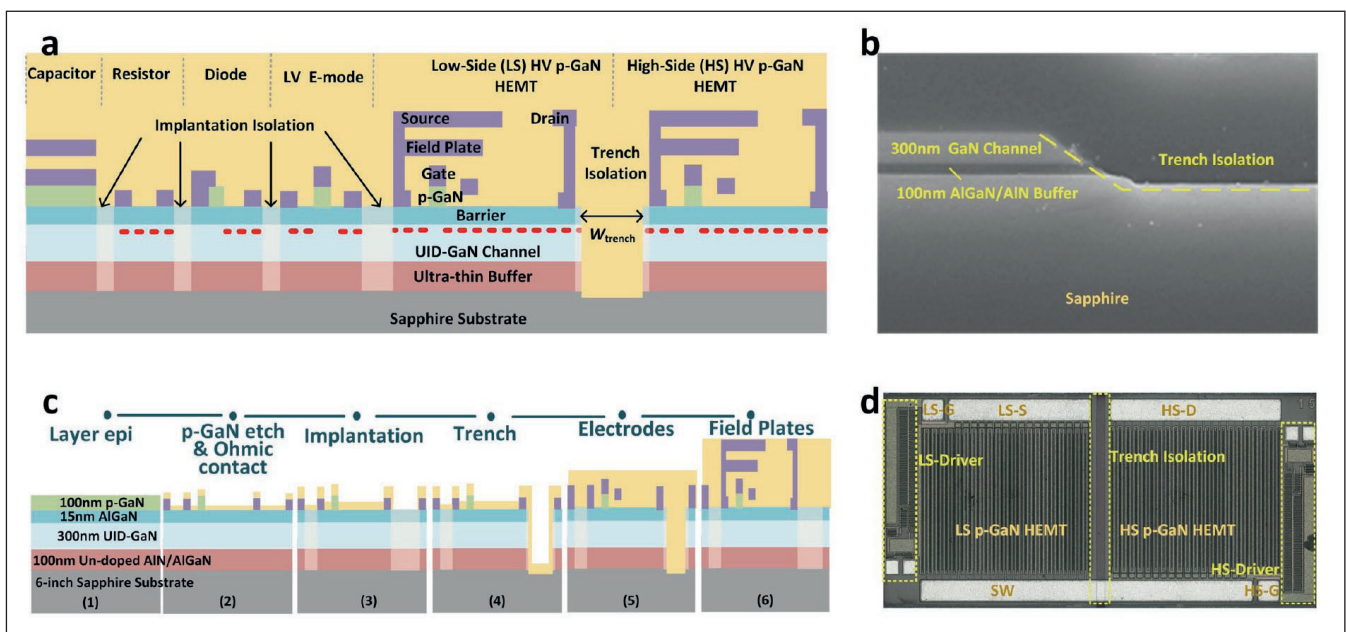 a
Capacitor
Resistor
Diode
LV E-mode
Low-Side (LS) HV p-GaN
HEMT
High-Side (HS) HV p-GaN
HEMT
Implantation Isolation
Source
Drain
Field Plate
Gate
p-GaN
Trench
Isolation
Barrier
Wtrench
UID-GaN Channel
Ultra-thin Buffer
Sapphire Substrate
b
300nm GaN Channel
Trench Isolation
100nm AlGaN/AlN Buffer
Sapphire
c
Layer epi
p-GaN etch
& Ohmic
contact
Implantation
Trench
Electrodes
Field Plates
100nm p-GaN
15nm AlGaN
300nm UID-GaN
100nm Un-doped AlN/AlGaN
6-inch Sapphire Substrate
(1)
(2)
(3)
(4)
(5)
(6)
d
LS-G
LS-S
HS-D
LS-Driver
Trench Isolation
LS p-GaN HEMT
HS p-GaN HEMT
HS-Driver
SW
HS-G